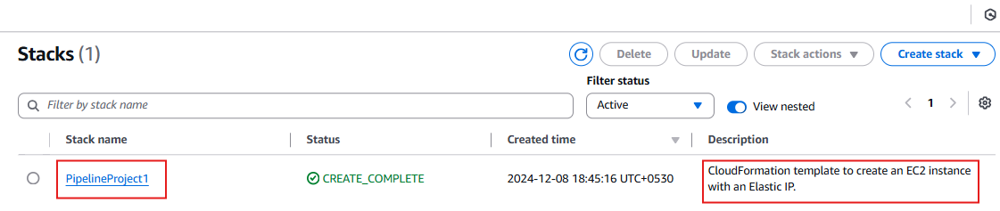 Stacks (1)
Delete
Update
Stack actions
Create stack
Filter status
Filter by stack name
Active
View nested
1
Stack name
Status
Created time
Description
PipelineProject1
CREATE_COMPLETE
2024-12-08 18:45:16 UTC+0530
CloudFormation template to create an EC2 instance
with an Elastic IP.